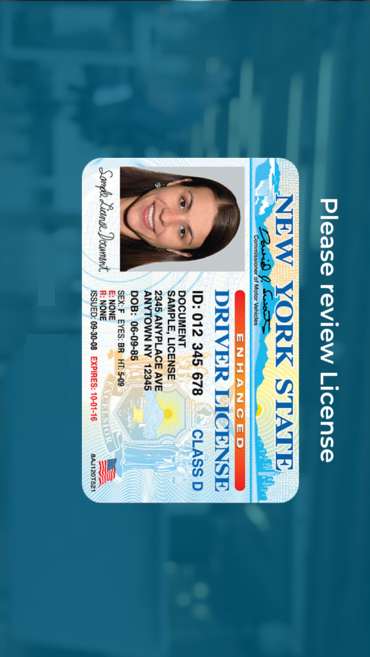 Please review License
NEW YORK STATE
Commissioner of Motor Vehicles
ENHANCED
DRIVER LICENSE
ID: 012 345 678 CLASS D
DOCUMENT
SAMPLE, LICENSE
2345 ANYPLACE AVE
ANYTOWN NY 12345
DOB: 06-09-85
SEX: F EYES: BR HT: 5-09
E: NONE
R: NONE
ISSUED: 09-30-08 EXPIRES: 10-01-16
EXCELSIOR
8AJ120T521
Sample License Document